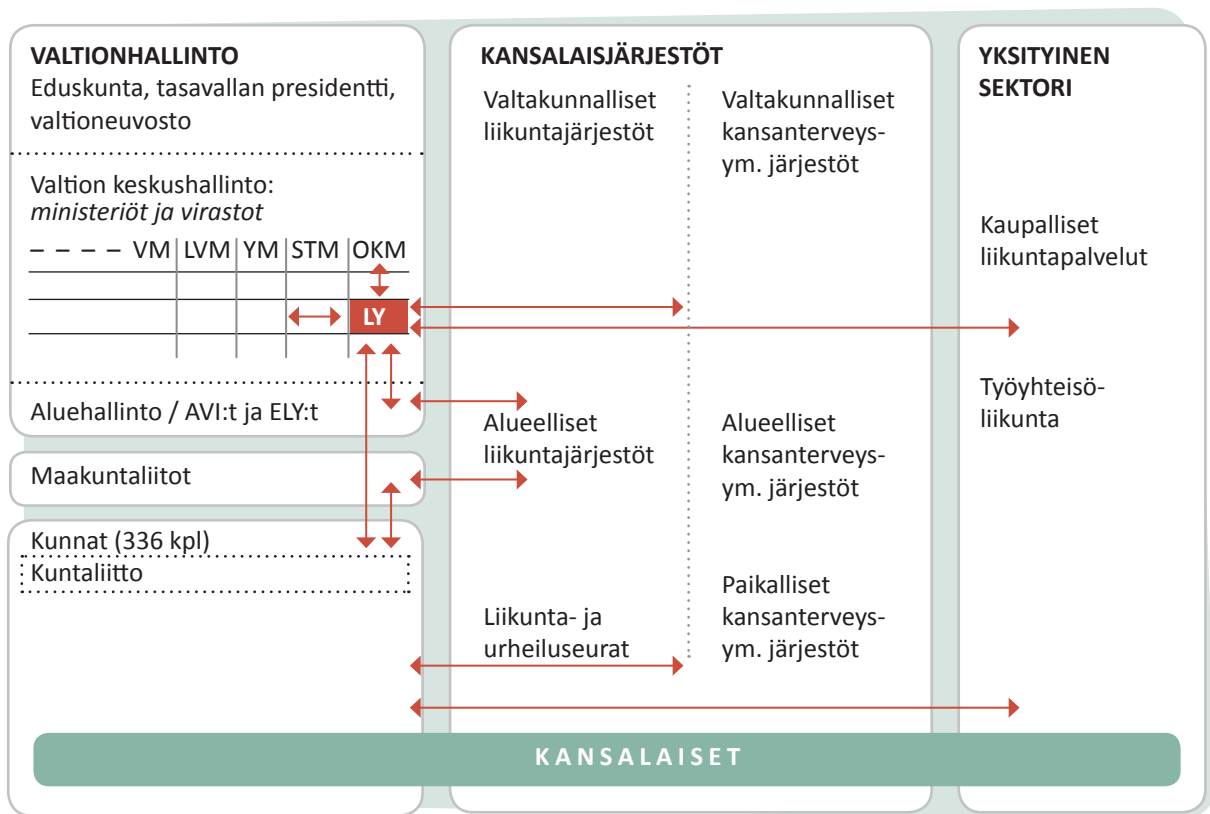 VALTIONHALLINTO
Eduskunta, tasavallan presidentti,
valtioneuvosto
Valtion keskushallinto:
ministeriöt ja virastot
– – – – VM LVM YM STM OKM
LY
Aluehallinto / AVI:t ja ELY:t
Maakuntaliitot
Kunnat (336 kpl)
Kuntaliitto
KANSALAISJÄRJESTÖT
Valtakunnalliset
liikuntajärjestöt
Alueelliset
liikuntajärjestöt
Liikunta- ja
urheiluseurat
Valtakunnalliset
kansanterveys-
ym. järjestöt
Alueelliset
kansanterveys-
ym. järjestöt
Paikalliset
kansanterveys-
ym. järjestöt
YKSITYINEN
SEKTORI
Kaupalliset
liikuntapalvelut
Työyhteisö-
liikunta
KANSALAISET